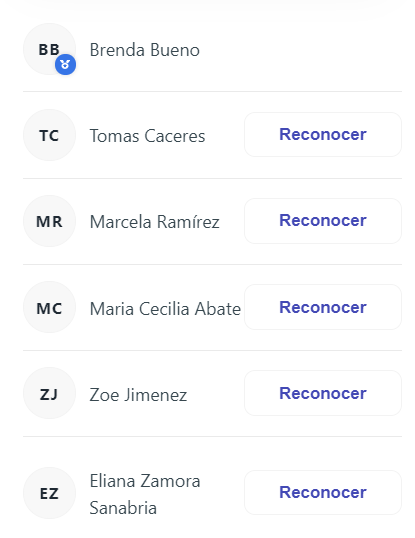 BB
Brenda Bueno
TC
Tomas Caceres
Reconocer
MR
Marcela Ramírez
Reconocer
MC
Maria Cecilia Abate
Reconocer
ZJ
Zoe Jimenez
Reconocer
EZ
Eliana Zamora
Sanabria
Reconocer